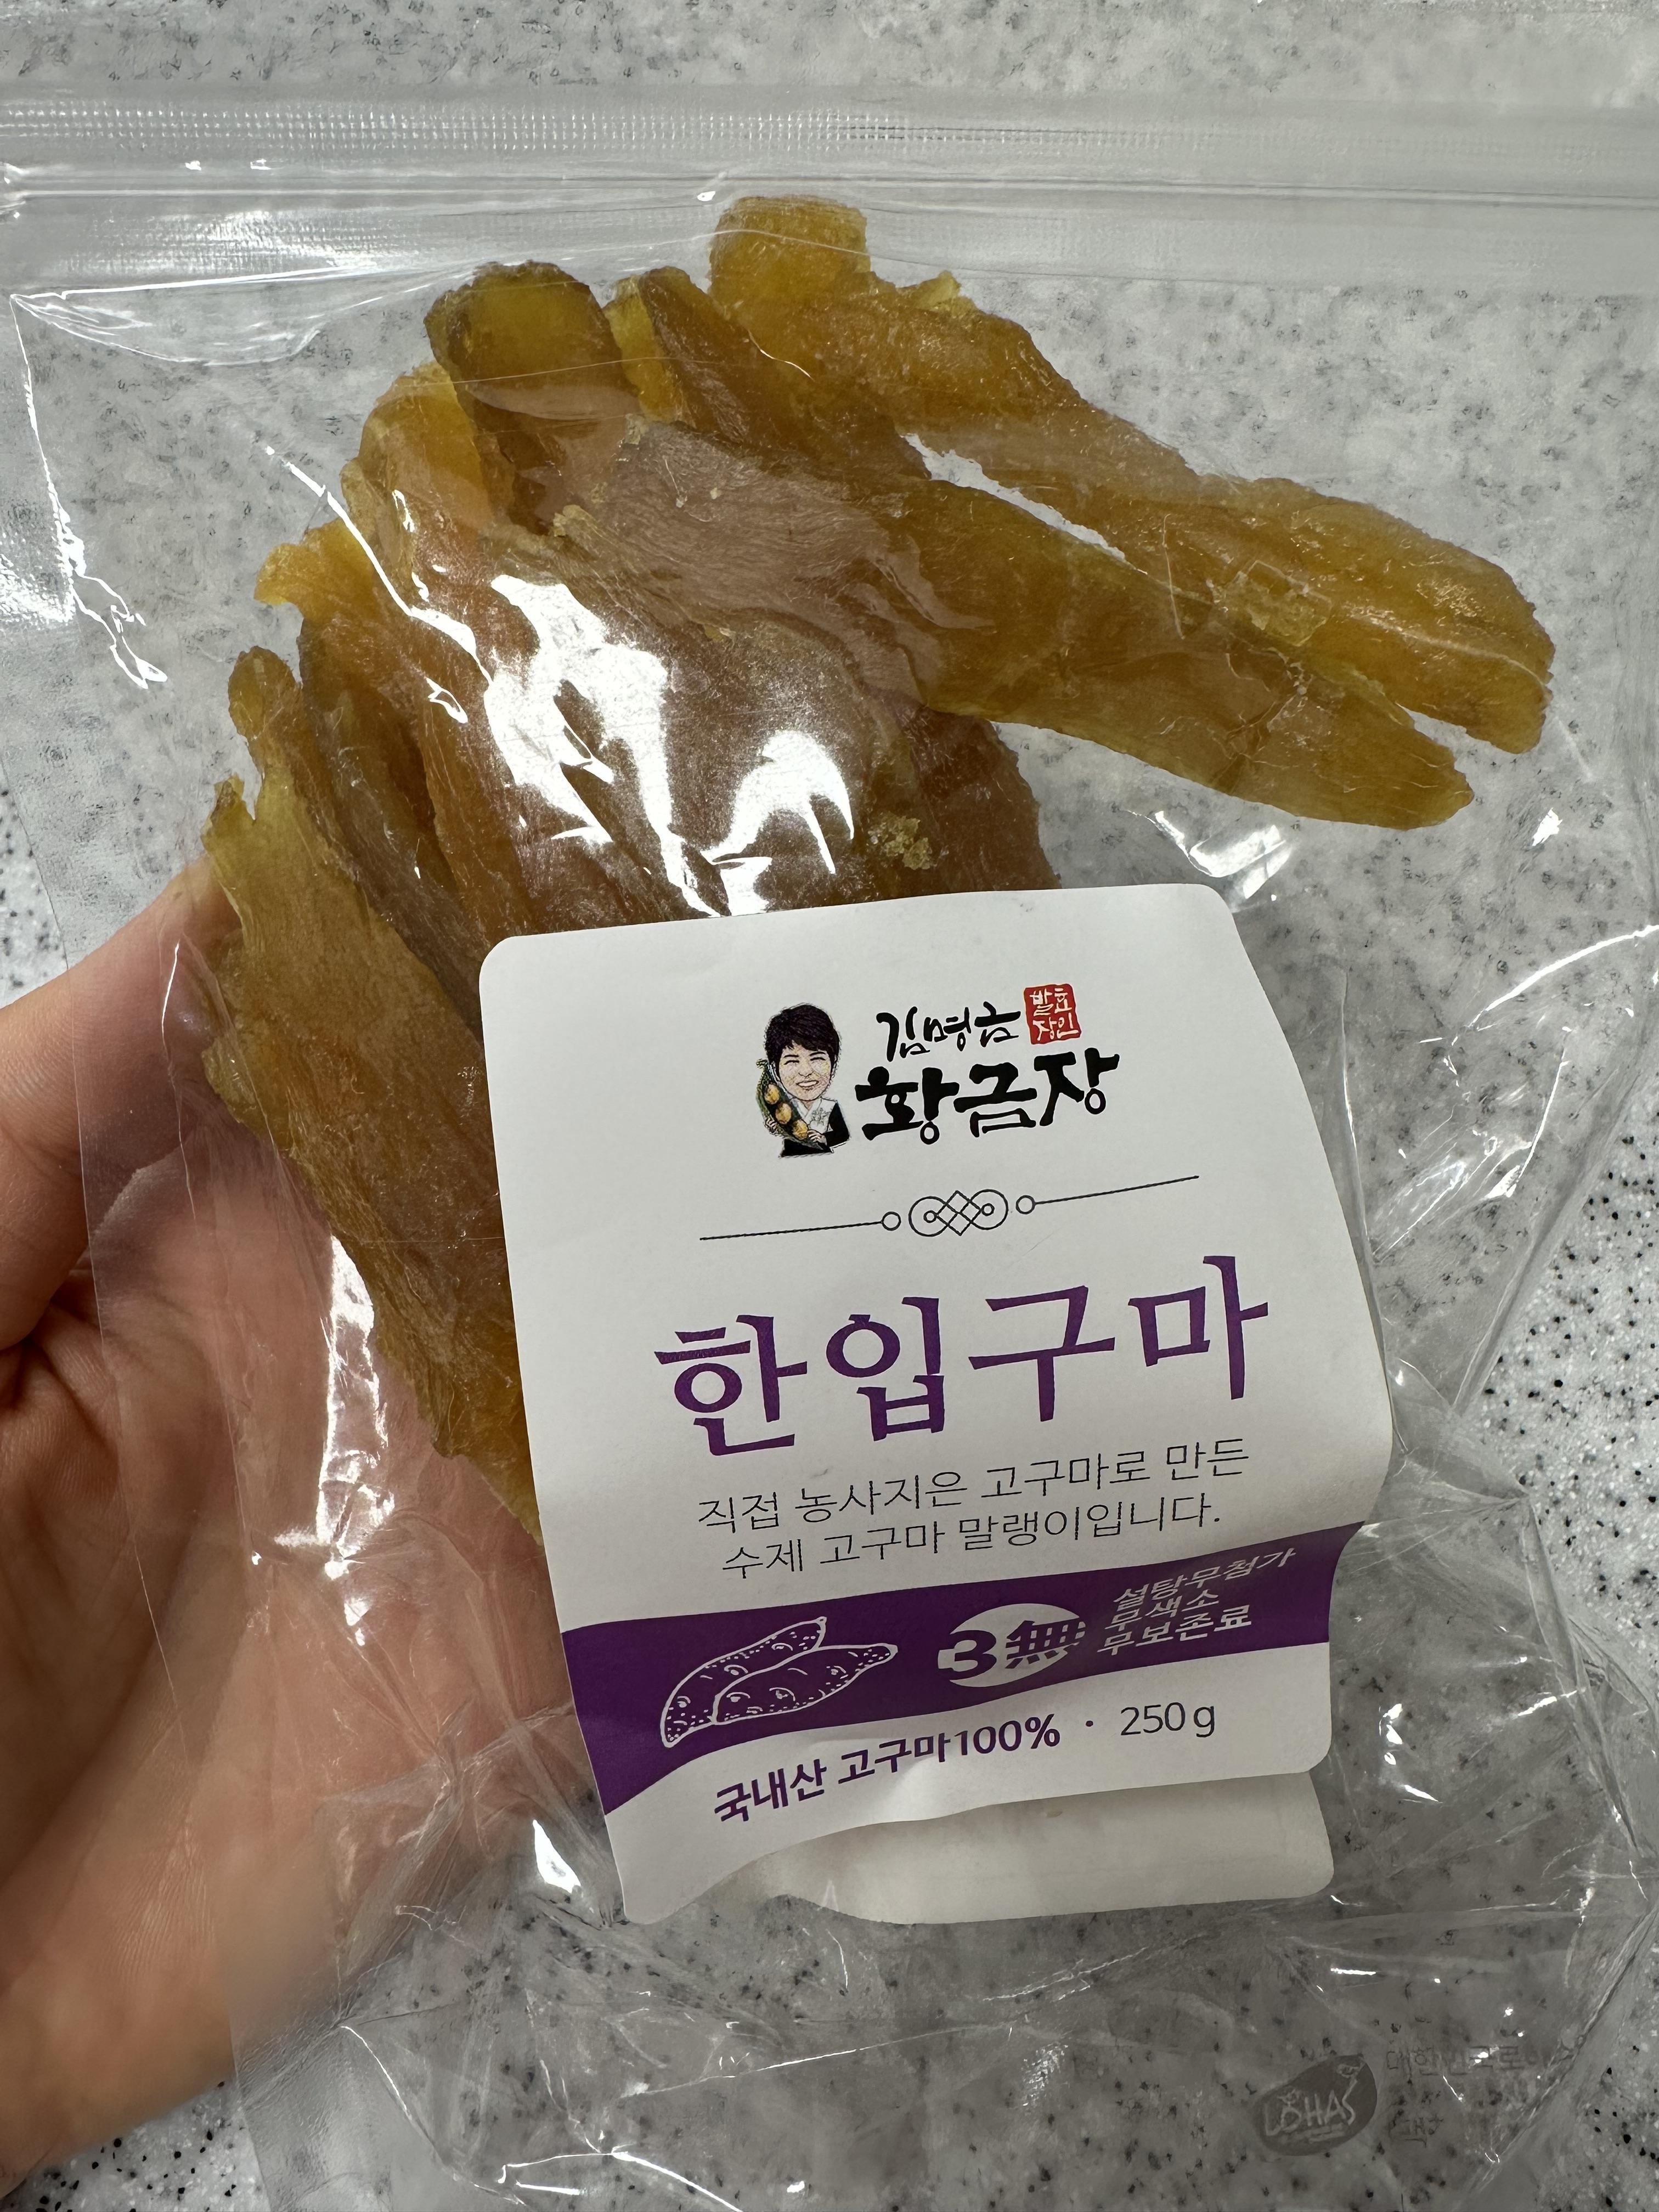 김명금
발효
장인
황금장
한입구마
직접 농사지은 고구마로 만든
수제 고구마 말랭이입니다.
3無
설탕무첨가
무색소
무보존료
국내산 고구마100% · 250g
LOHAS